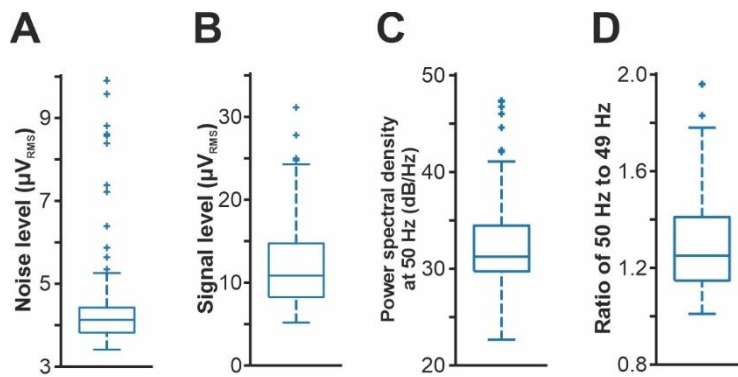 A
B
C
D
Noise level (µV_RMS)
9
7
5
3
Signal level (µV_RMS)
30
20
10
0
Power spectral density
at 50 Hz (dB/Hz)
50
40
30
20
Ratio of 50 Hz to 49 Hz
2.0
1.6
1.2
0.8